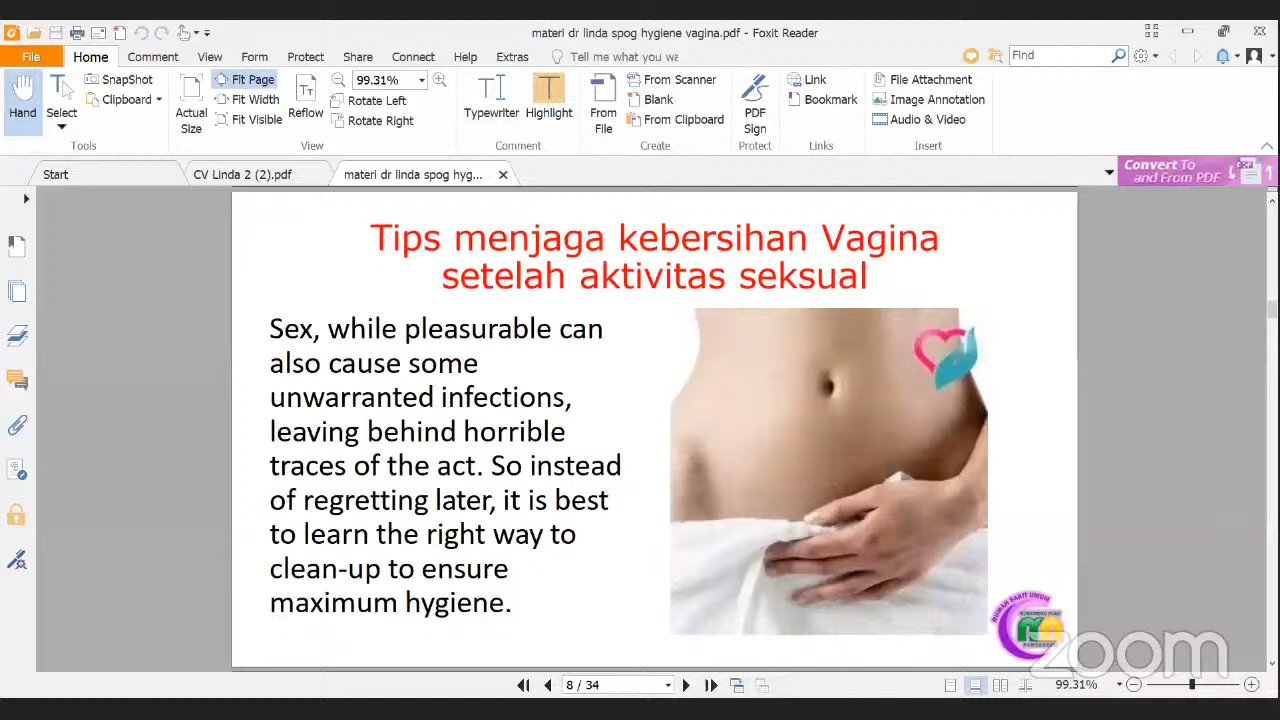 materi dr linda spog hygiene vagina.pdf - Foxit Reader
File Home Comment View Form Protect Share Connect Help Extras Tell me what you wa Find
Hand
Select
SnapShot
Clipboard
Tools
Actual Size
Fit Page
Fit Width
Fit Visible
Reflow
99.31%
Rotate Left
Rotate Right
View
Typewriter
Highlight
Comment
From File
From Scanner
Blank
From Clipboard
Create
PDF Sign
Protect
Link
Bookmark
Links
File Attachment
Image Annotation
Audio & Video
Insert
Start
CV Linda 2 (2).pdf
materi dr linda spog hyg...
Convert To
and From PDF
Tips menjaga kebersihan Vagina
setelah aktivitas seksual
Sex, while pleasurable can
also cause some
unwarranted infections,
leaving behind horrible
traces of the act. So instead
of regretting later, it is best
to learn the right way to
clean-up to ensure
maximum hygiene.
RUMAH SAKIT UMUM
zoom
8 / 34
99.31%